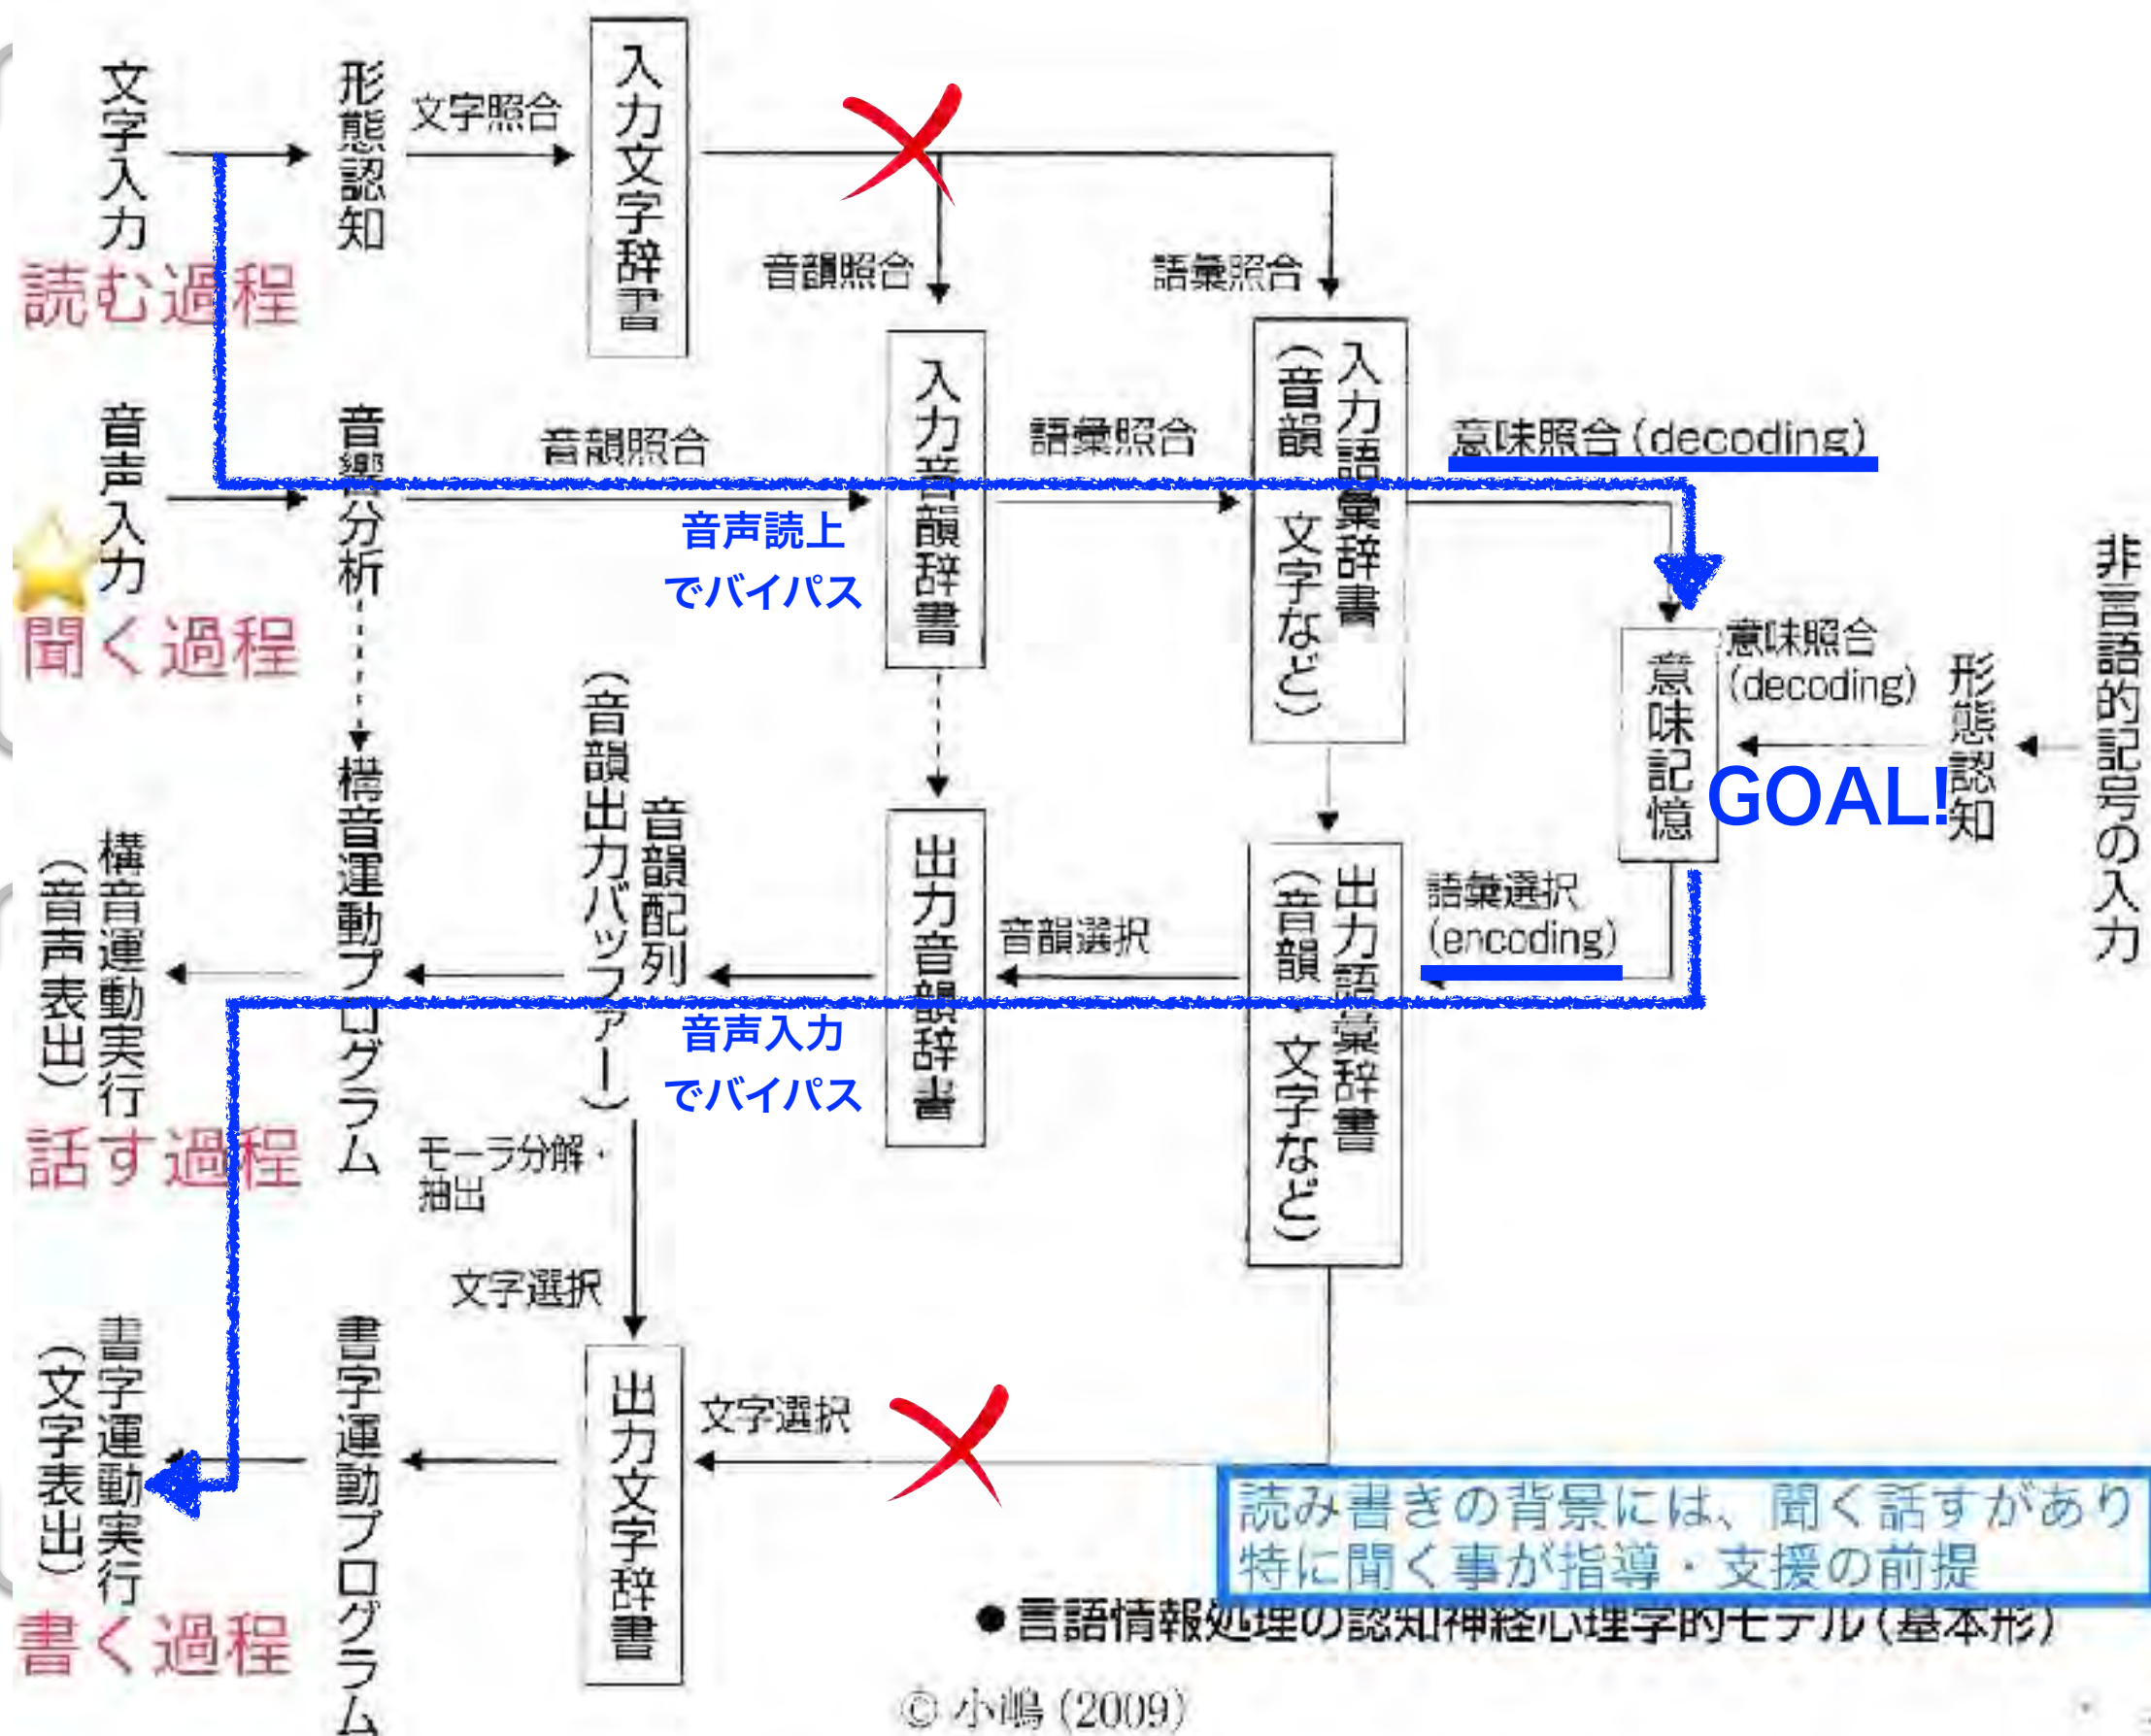 文字入力
形態認知
文字照合
入力文字辞書
読む過程
音韻照合
語彙照合
音声入力
音響分析
音韻照合
入力音韻辞書
語彙照合
入力語彙辞書
(音韻・文字など)
意味照合(decoding)
音声読上
でバイパス
聞く過程
意味記憶
意味照合
(decoding)
形態認知
非言語的記号の入力
GOAL!
構音運動実行
(音声表出)
構音運動プログラム
音韻配列
(音韻出力バッファー)
出力音韻辞書
音韻選択
出力語彙辞書
(音韻・文字など)
語彙選択
(encoding)
音声入力
でバイパス
話す過程
モーラ分解・
抽出
文字選択
書字運動実行
(文字表出)
書字運動プログラム
出力文字辞書
文字選択
書く過程
読み書きの背景には、聞く話すがあり
特に聞く事が指導・支援の前提
●言語情報処理の認知神経心理学的モデル(基本形)
© 小嶋 (2009)